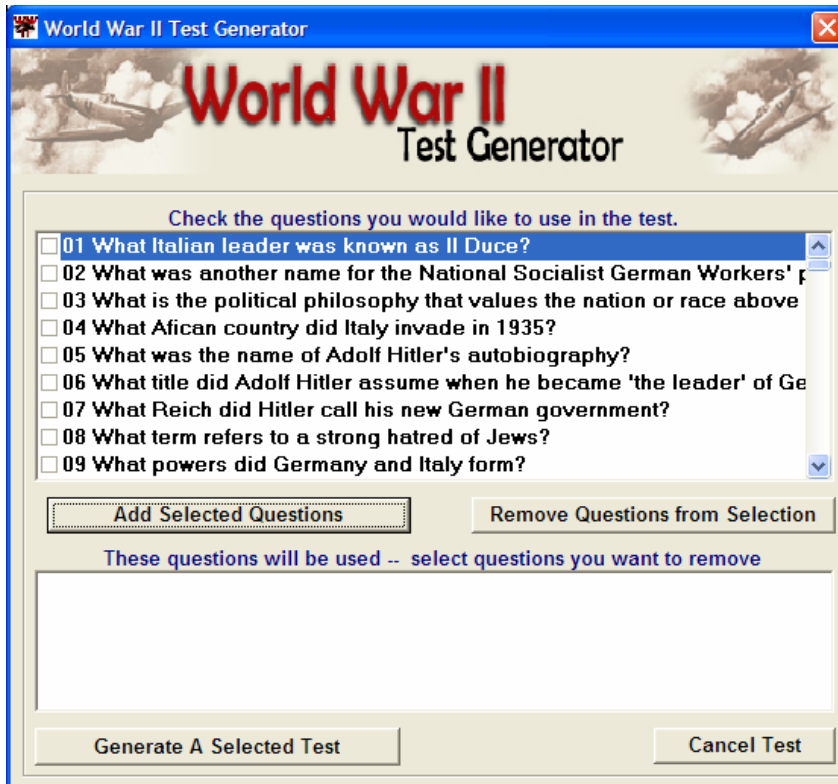 World War II Test Generator
World War II
Test Generator
Check the questions you would like to use in the test.
01 What Italian leader was known as Il Duce?
02 What was another name for the National Socialist German Workers' p
03 What is the political philosophy that values the nation or race above
04 What Afican country did Italy invade in 1935?
05 What was the name of Adolf Hitler's autobiography?
06 What title did Adolf Hitler assume when he became 'the leader' of Ge
07 What Reich did Hitler call his new German government?
08 What term refers to a strong hatred of Jews?
09 What powers did Germany and Italy form?
Add Selected Questions Remove Questions from Selection
These questions will be used -- select questions you want to remove
Generate A Selected Test Cancel Test